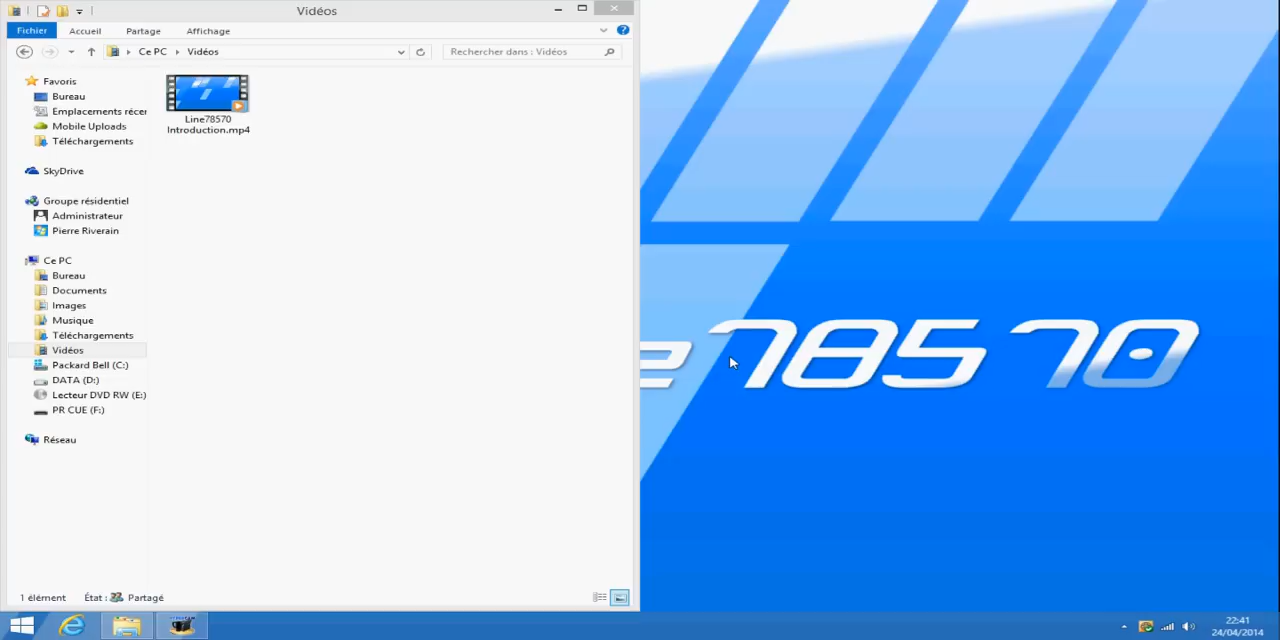 Vidéos
Fichier
Accueil
Partage
Affichage
Ce PC
Vidéos
Rechercher dans : Vidéos
Favoris
Bureau
Emplacements récer
Mobile Uploads
Téléchargements
SkyDrive
Groupe résidentiel
Administrateur
Pierre Riverain
Ce PC
Bureau
Documents
Images
Musique
Téléchargements
Vidéos
Packard Bell (C:)
DATA (D:)
Lecteur DVD RW (E:)
PR CUE (F:)
Réseau
Line78570
Introduction.mp4
e 78570
1 élément
État : Partagé
22:41
24/04/2014